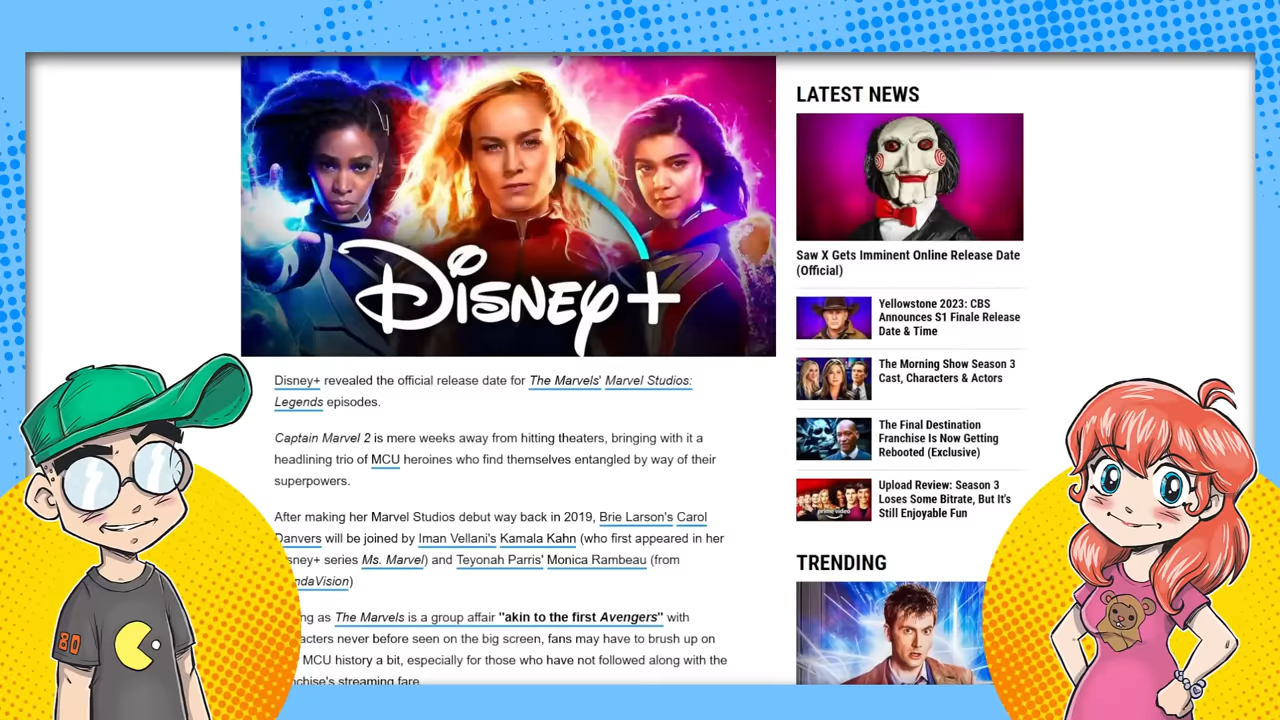 Disney+
Disney+ revealed the official release date for The Marvels' Marvel Studios:
Legends episodes.
Captain Marvel 2 is mere weeks away from hitting theaters, bringing with it a
headlining trio of MCU heroines who find themselves entangled by way of their
superpowers.
After making her Marvel Studios debut way back in 2019, Brie Larson's Carol
Danvers will be joined by Iman Vellani's Kamala Kahn (who first appeared in her
sney+ series Ms. Marvel) and Teyonah Parris' Monica Rambeau (from
ndaVision)
ng as The Marvels is a group affair "akin to the first Avengers" with
acters never before seen on the big screen, fans may have to brush up on
MCU history a bit, especially for those who have not followed along with the
nchise's streaming fare
LATEST NEWS
Saw X Gets Imminent Online Release Date
(Official)
Yellowstone 2023: CBS
Announces S1 Finale Release
Date & Time
The Morning Show Season 3
Cast, Characters & Actors
The Final Destination
Franchise Is Now Getting
Rebooted (Exclusive)
prime video
Upload Review: Season 3
Loses Some Bitrate, But It's
Still Enjoyable Fun
TRENDING
80